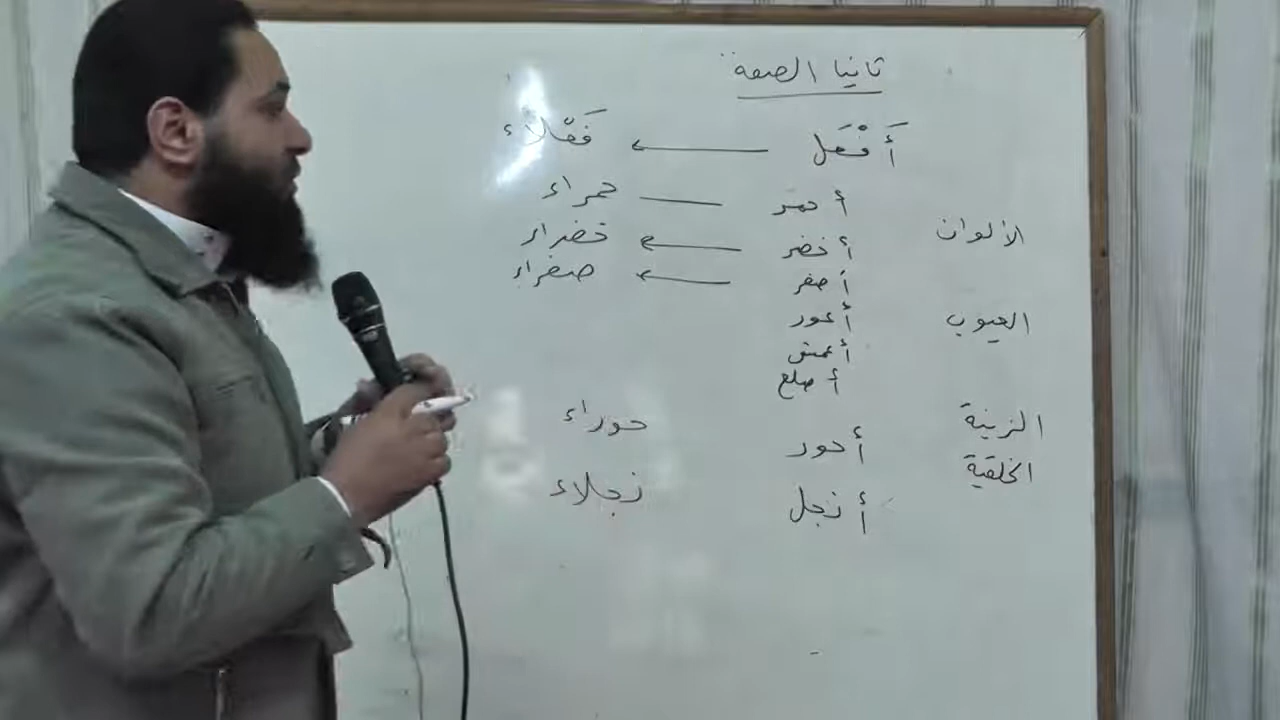 ثانيا الصفة
أَفْعَل ← فَعْلَاء
أحمر — حمراء
الألوان أخضر ← خضراء
أصفر ← صفراء
العيوب أعور
أعمش
أصلع
الزينة أحور حوراء
الخلقية
أنجل نجلاء